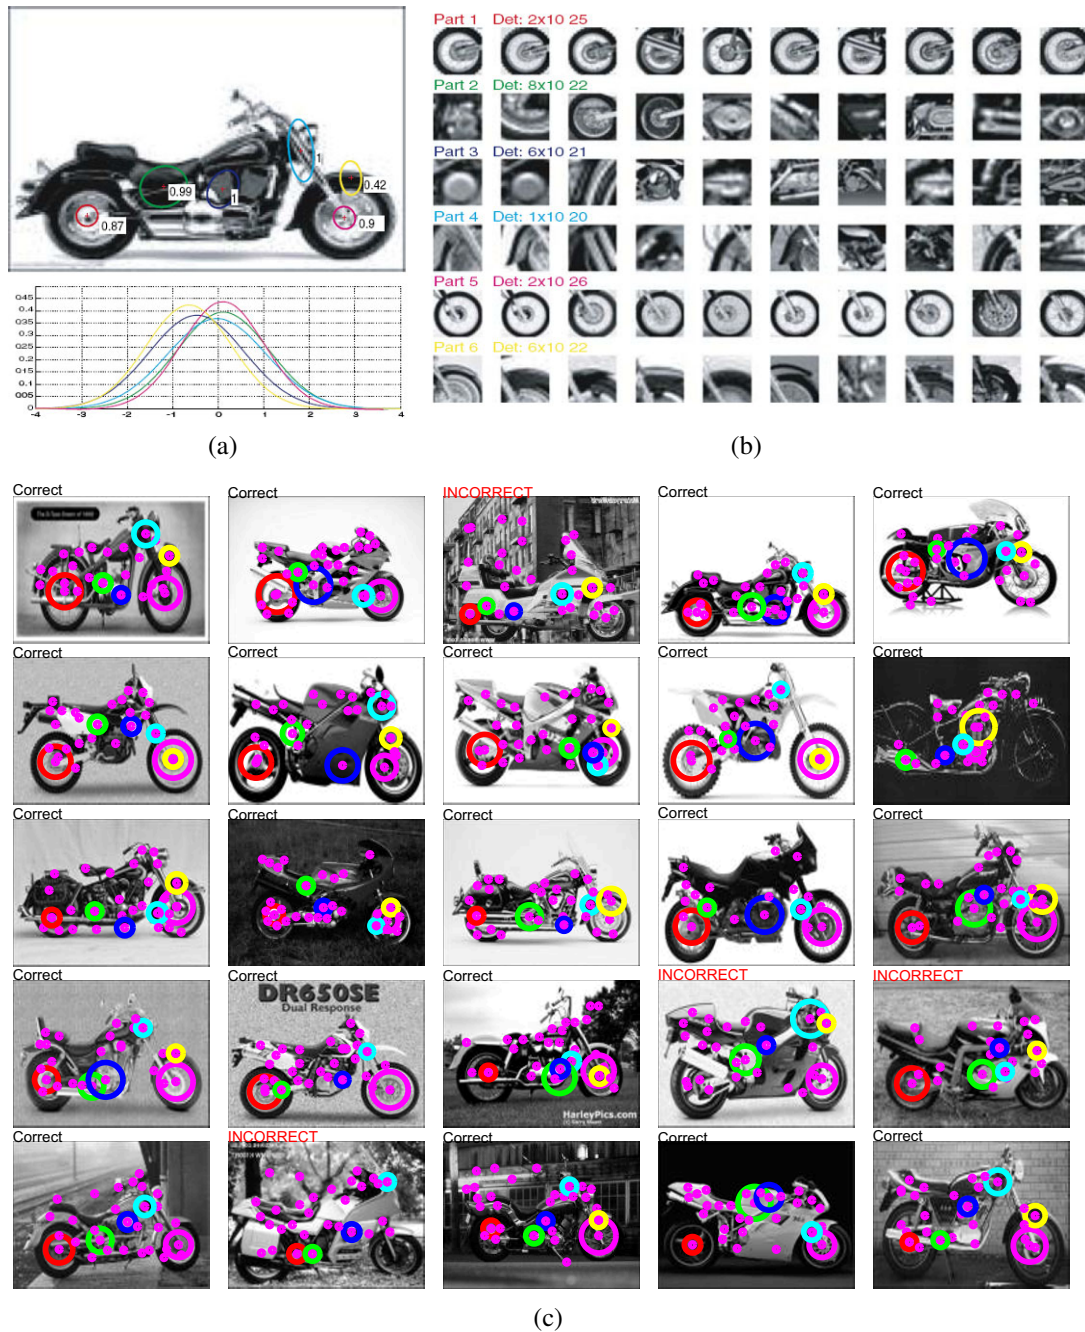 Part 1 Det: 2x10 25
Part 2 Det: 8x10 22
Part 3 Det: 6x10 21
Part 4 Det: 1x10 20
Part 5 Det: 2x10 26
Part 6 Det: 6x10 22
1
0.99
1
0.42
0.87
0.9
0.45
0.4
0.35
0.3
0.25
0.2
0.15
0.1
005
0
-4 -3 -2 -1 0 1 2 3 4
(a)
(b)
Correct Correct INCORRECT Correct Correct
Correct Correct Correct Correct Correct
Correct Correct Correct Correct Correct
Correct Correct Correct INCORRECT INCORRECT
DR650SE
Dual Response
HarleyPics.com
Correct INCORRECT Correct Correct Correct
(c)